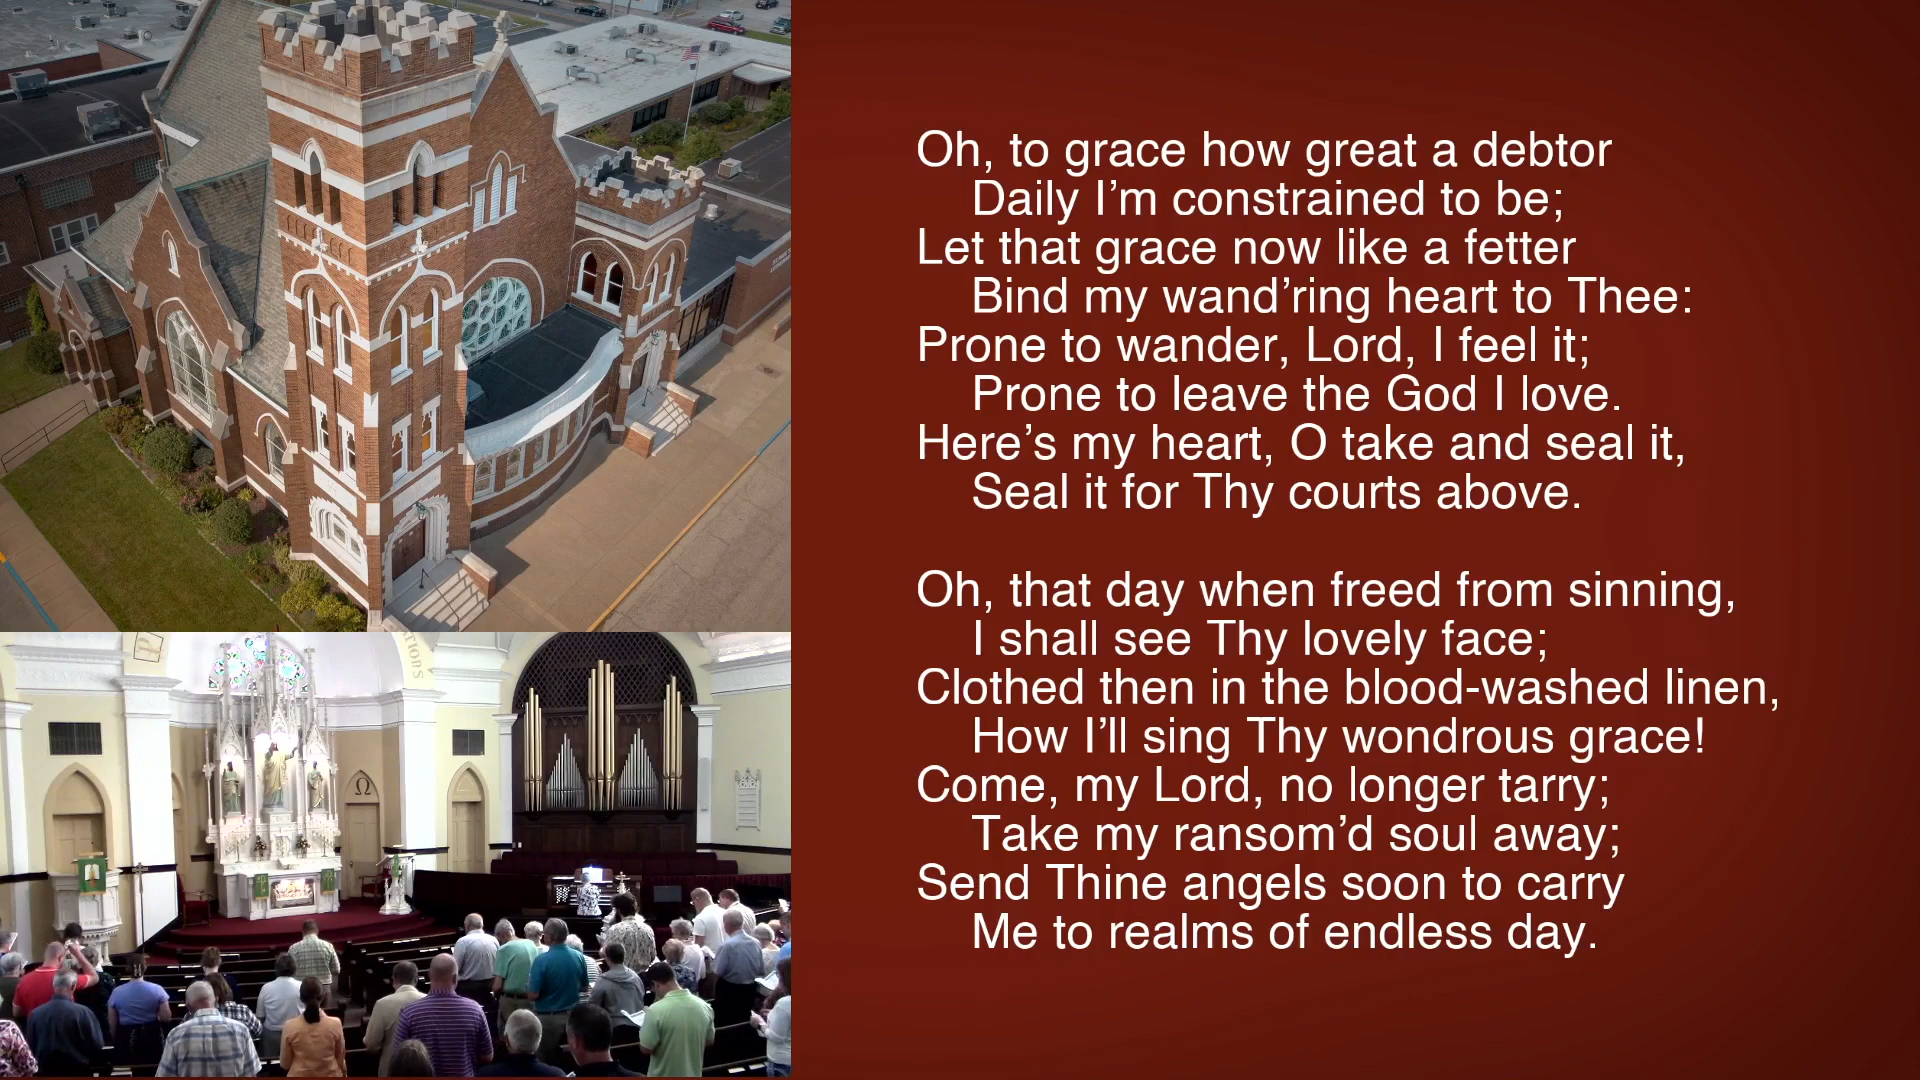 Oh, to grace how great a debtor
Daily I’m constrained to be;
Let that grace now like a fetter
Bind my wand’ring heart to Thee:
Prone to wander, Lord, I feel it;
Prone to leave the God I love.
Here’s my heart, O take and seal it,
Seal it for Thy courts above.
Oh, that day when freed from sinning,
I shall see Thy lovely face;
Clothed then in the blood-washed linen,
How I’ll sing Thy wondrous grace!
Come, my Lord, no longer tarry;
Take my ransom’d soul away;
Send Thine angels soon to carry
Me to realms of endless day.
Ω